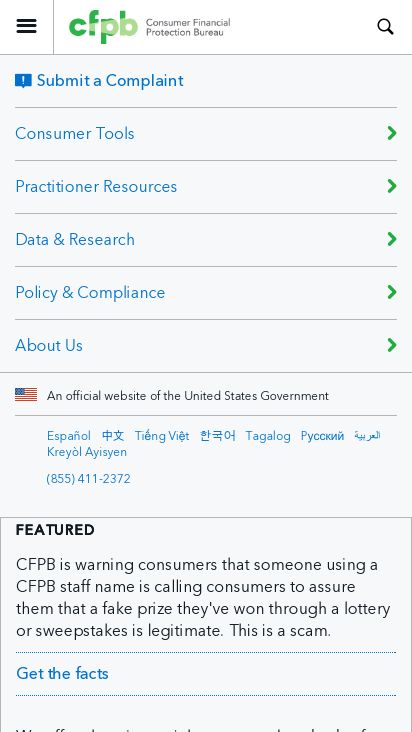 cfpb Consumer Financial
Protection Bureau
Submit a Complaint
Consumer Tools
Practitioner Resources
Data & Research
Policy & Compliance
About Us
An official website of the United States Government
Español 中文 Tiếng Việt 한국어 Tagalog Pусский العربية
Kreyòl Ayisyen
(855) 411-2372
FEATURED
CFPB is warning consumers that someone using a
CFPB staff name is calling consumers to assure
them that a fake prize they've won through a lottery
or sweepstakes is legitimate. This is a scam.
Get the facts